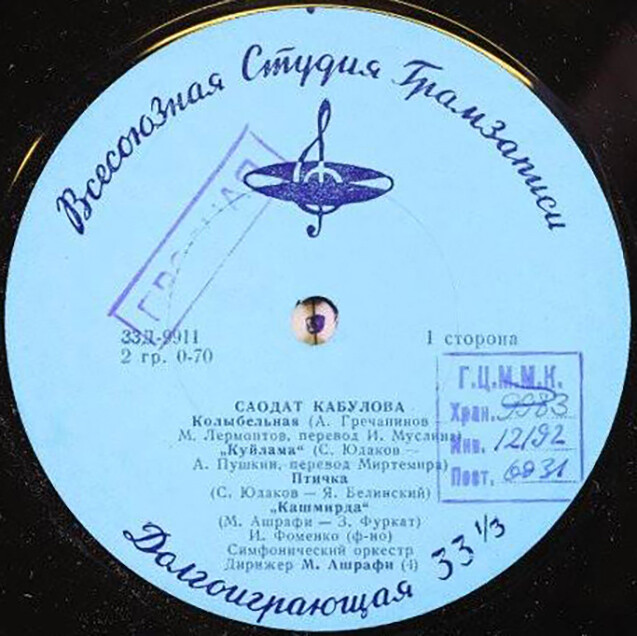 Всесоюзная Студия Грамзаписи
33Д-9911
2 гр. 0-70
1 сторона
САОДАТ КАБУЛОВА
Колыбельная (А. Гречанинов —
М. Лермонтов, перевод И. Муслима)
„Куйлама“ (С. Юдаков —
А. Пушкин, перевод Миртемира)
Птичка
(С. Юдаков — Я. Белинский)
„Кашмирда“
(М. Ашрафи — З. Фуркат)
И. Фоменко (ф-но)
Симфонический оркестр
Дирижер М. Ашрафи (4)
Г.Ц.М.М.К.
Хран. 9983
Инв. 12192
Пост.
Долгоиграющая 33 1/3